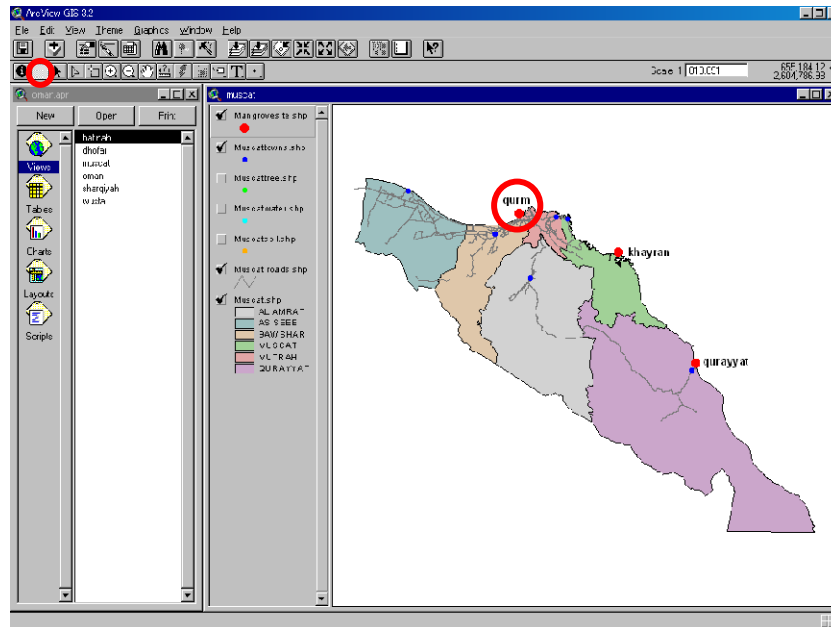 ArcView GIS 3.2
File Edit View Theme Graphics Window Help
Scale 1:
655,184.12
2,604,786.93
oman.apr
New Open Print
Views
Tables
Charts
Layouts
Scripts
batinah
dhofar
muscat
oman
sharqiyah
wusta
muscat
Mangrovesite.shp
Muscattowns.shp
Muscattree.shp
Muscatwater.shp
Muscatsoil.shp
Muscat roads.shp
Muscat.shp
AL AMRAT
AS SEEB
BAWSHAR
MUSCAT
MUTRAH
QURAYYAT
qurm
khayran
qurayyat